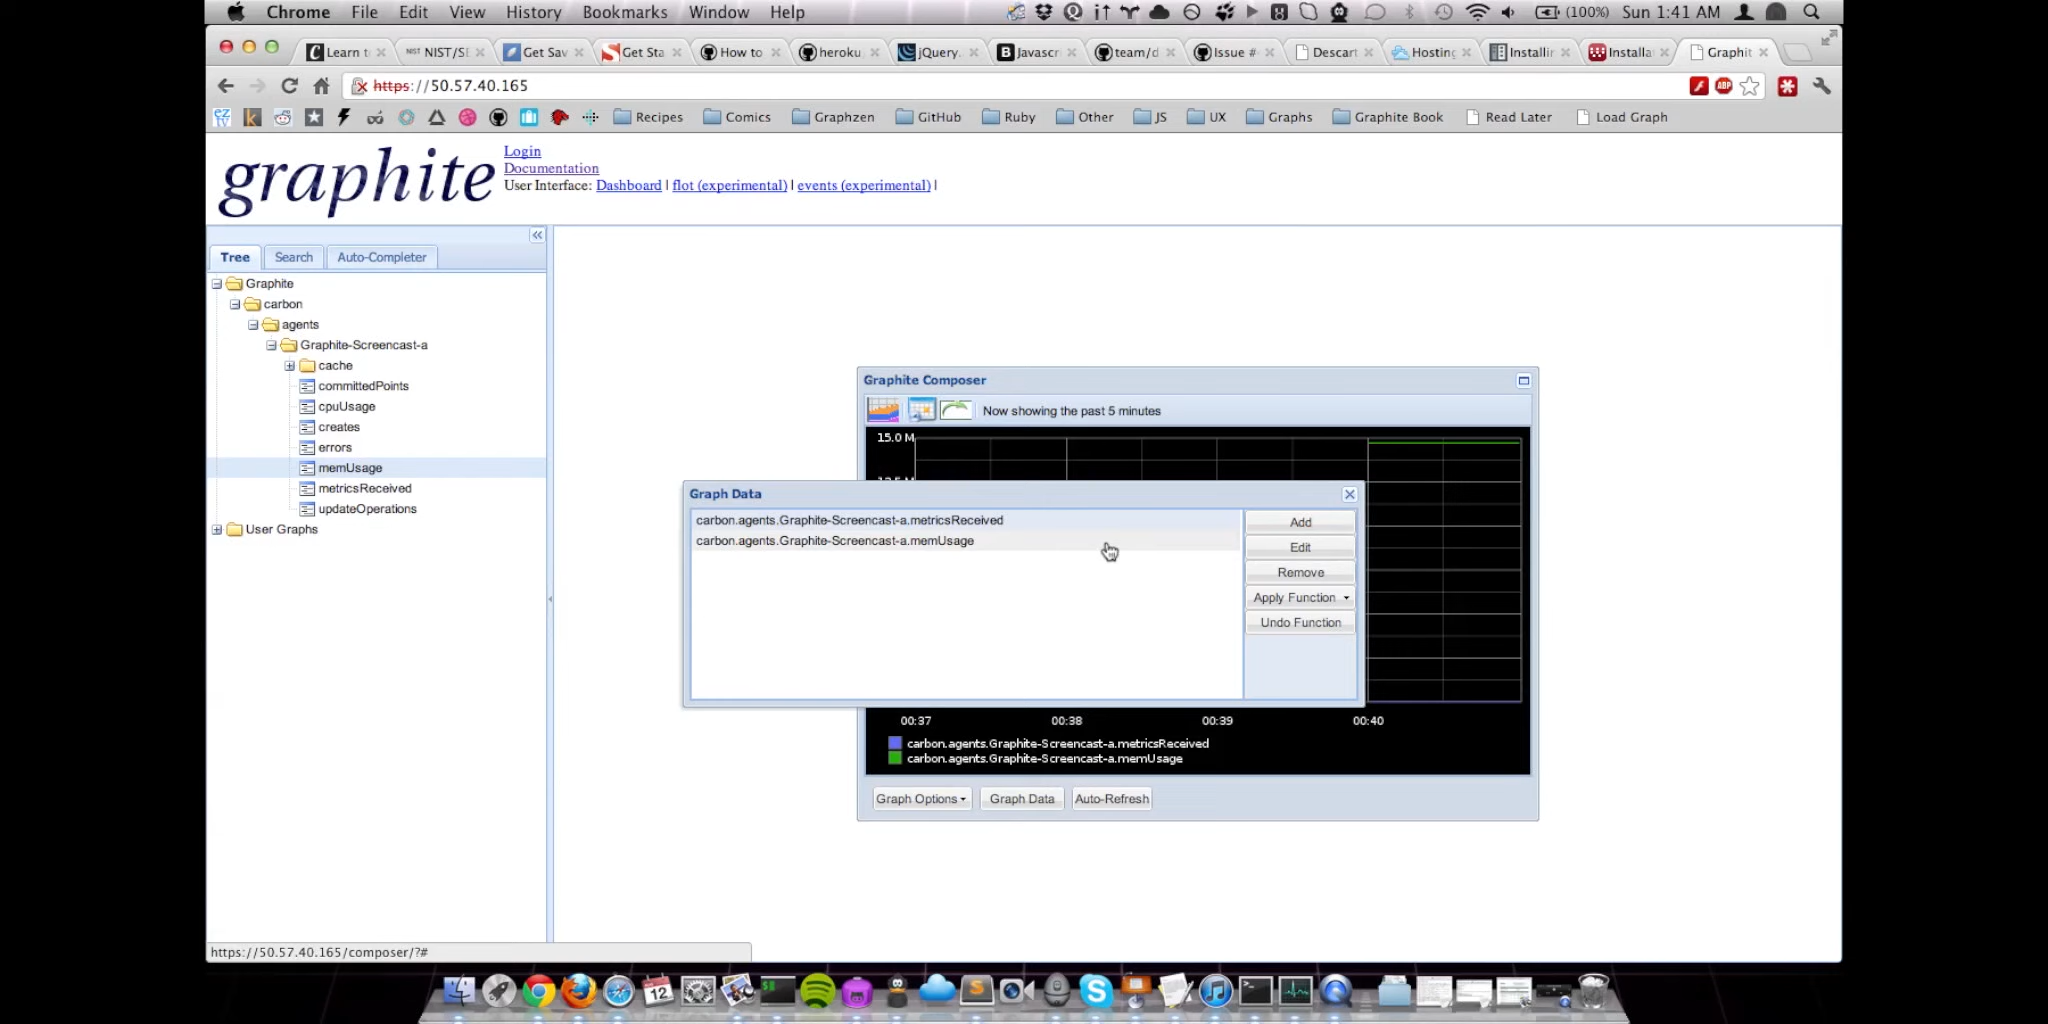 Chrome File Edit View History Bookmarks Window Help (100%) Sun 1:41 AM
Learn t NIST NIST/SE Get Sav Get Sta How to heroku jQuery. B Javascr team/d Issue # Descart Hosting Installin Installa Graphit
https://50.57.40.165 ABP
Recipes Comics Graphzen GitHub Ruby Other JS UX Graphs Graphite Book Read Later Load Graph
graphite
Login
Documentation
User Interface: Dashboard | flot (experimental) | events (experimental) |
Tree Search Auto-Completer
Graphite
carbon
agents
Graphite-Screencast-a
cache
committedPoints
cpuUsage
creates
errors
memUsage
metricsReceived
updateOperations
User Graphs
Graphite Composer
Now showing the past 5 minutes
15.0 M
Graph Data
carbon.agents.Graphite-Screencast-a.metricsReceived
carbon.agents.Graphite-Screencast-a.memUsage
Add
Edit
Remove
Apply Function
Undo Function
00:37 00:38 00:39 00:40
carbon.agents.Graphite-Screencast-a.metricsReceived
carbon.agents.Graphite-Screencast-a.memUsage
Graph Options Graph Data Auto-Refresh
https://50.57.40.165/composer/?#
12